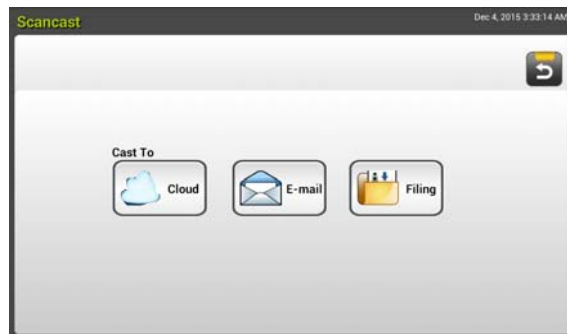 Scancast
Dec 4, 2015 3:33:14 AM
Cast To
Cloud
E-mail
Filing